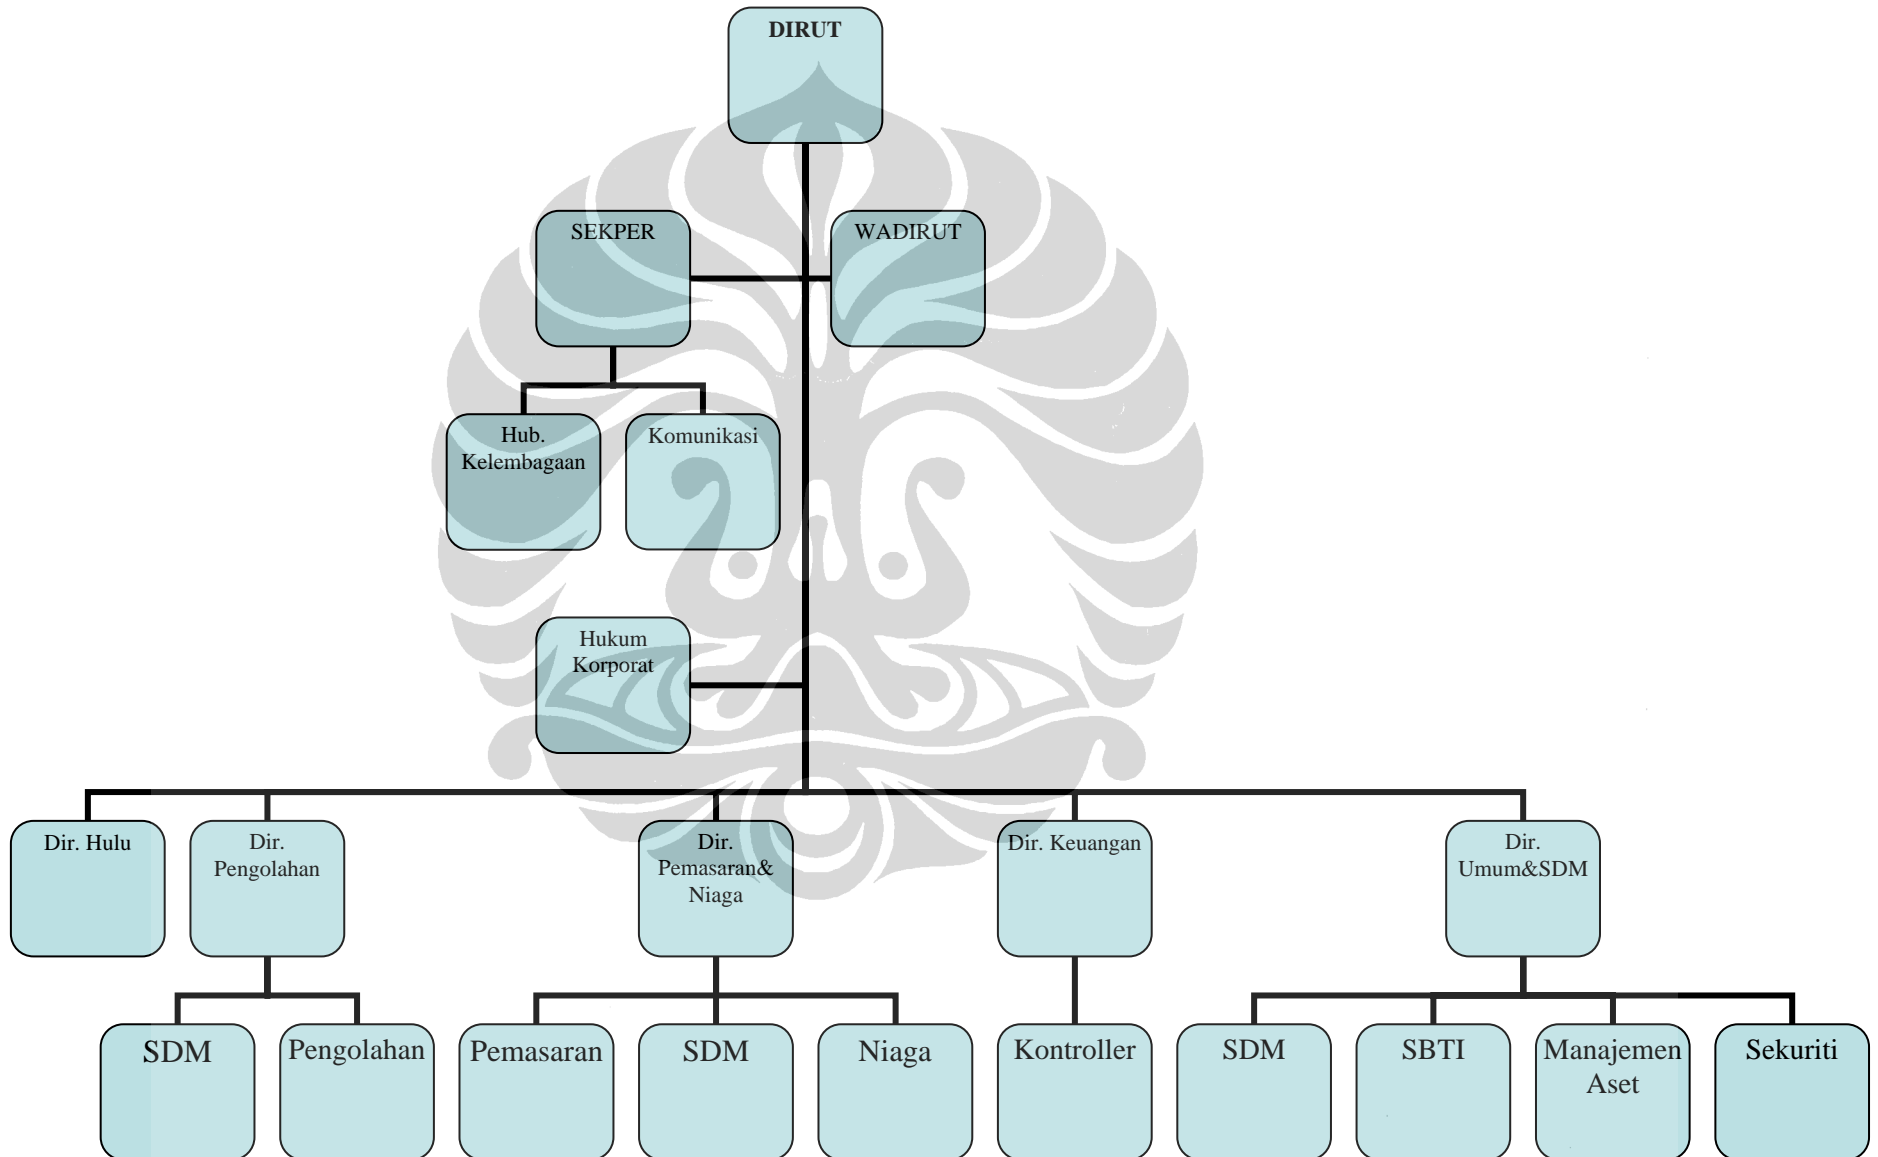 DIRUT
SEKPER
WADIRUT
Hub.
Kelembagaan
Komunikasi
Hukum
Korporat
Dir. Hulu
Dir.
Pengolahan
Dir.
Pemasaran&
Niaga
Dir. Keuangan
Dir.
Umum&SDM
SDM
Pengolahan
Pemasaran
SDM
Niaga
Kontroller
SDM
SBTI
Manajemen
Aset
Sekuriti